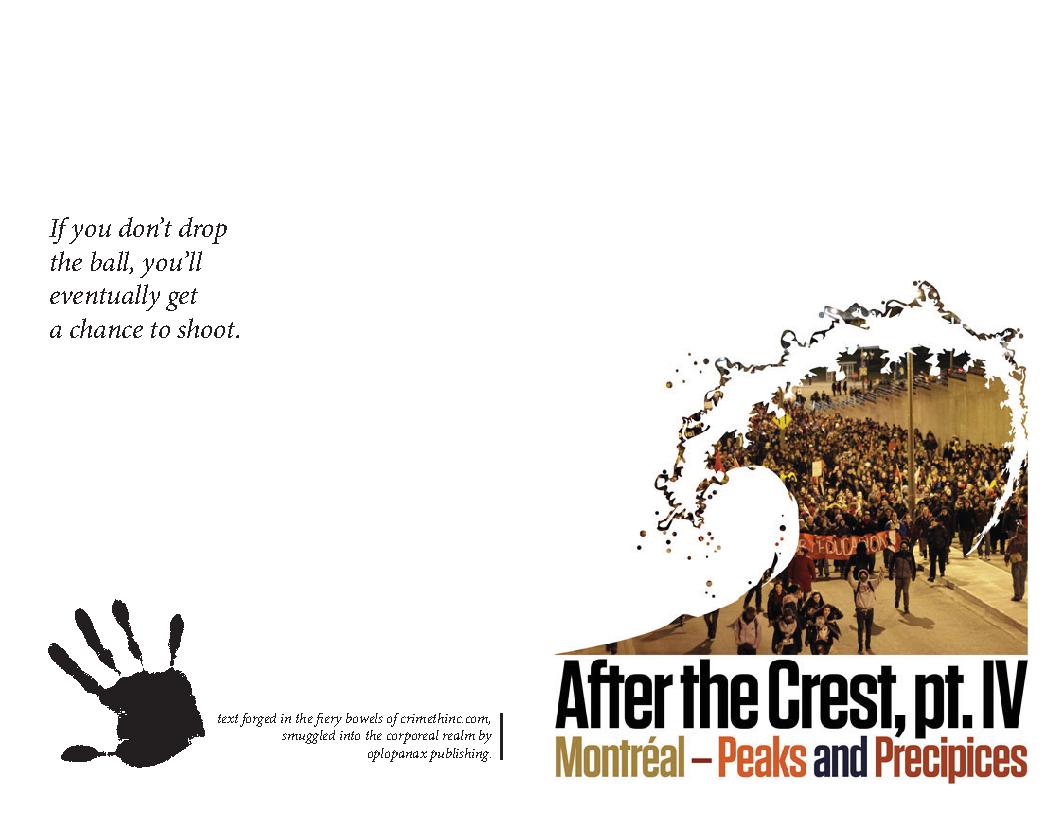 If you don't drop
the ball, you'll
eventually get
a chance to shoot.
text forged in the fiery bowels of crimethinc.com,
smuggled into the corporeal realm by
oplopanax publishing.
EDUCATION
After the Crest, pt. IV
Montréal – Peaks and Precipices